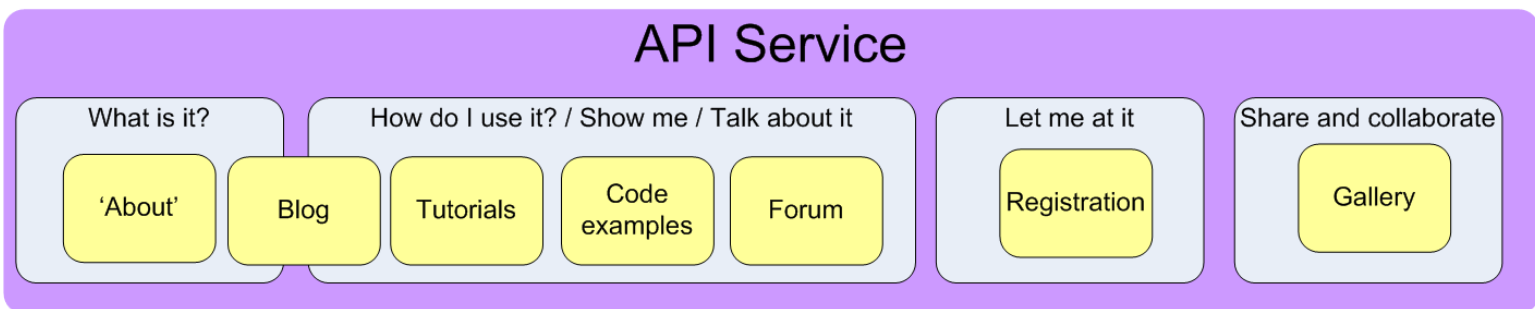 API Service
What is it?
How do I use it? / Show me / Talk about it
Let me at it
Share and collaborate
‘About’
Blog
Tutorials
Code
examples
Forum
Registration
Gallery